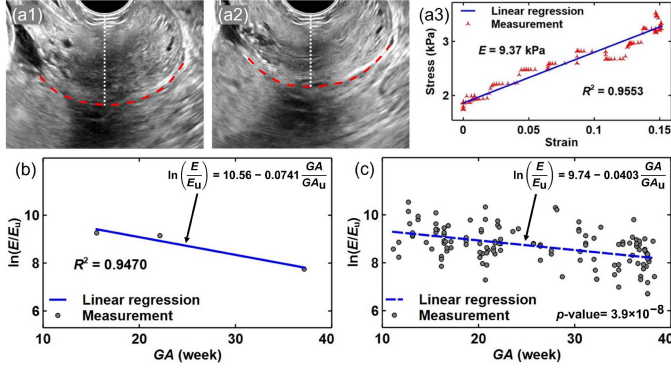 (a1)
(a2)
(a3)
Stress (kPa)
3
2
Linear regression
Measurement
E = 9.37 kPa
R² = 0.9553
0 0.05 0.10 0.15
Strain
(b)
ln(E/Eu) = 10.56 − 0.0741 GA/GAu
ln(E/Eu)
10
8
6
R² = 0.9470
Linear regression
Measurement
10 20 30 40
GA (week)
(c)
ln(E/Eu) = 9.74 − 0.0403 GA/GAu
ln(E/Eu)
10
8
6
Linear regression
Measurement
p-value= 3.9×10⁻⁸
10 20 30 40
GA (week)